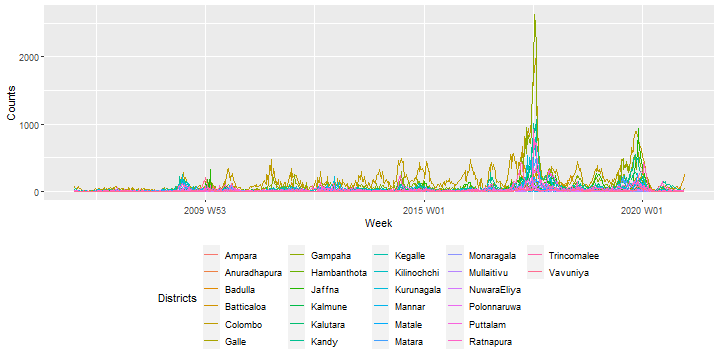 Counts
2000
1000
0
2009 W53
2015 W01
2020 W01
Week
Districts
Ampara
Anuradhapura
Badulla
Batticaloa
Colombo
Galle
Gampaha
Hambanthota
Jaffna
Kalmune
Kalutara
Kandy
Kegalle
Kilinochchi
Kurunagala
Mannar
Matale
Matara
Monaragala
Mullaitivu
NuwaraEliya
Polonnaruwa
Puttalam
Ratnapura
Trincomalee
Vavuniya